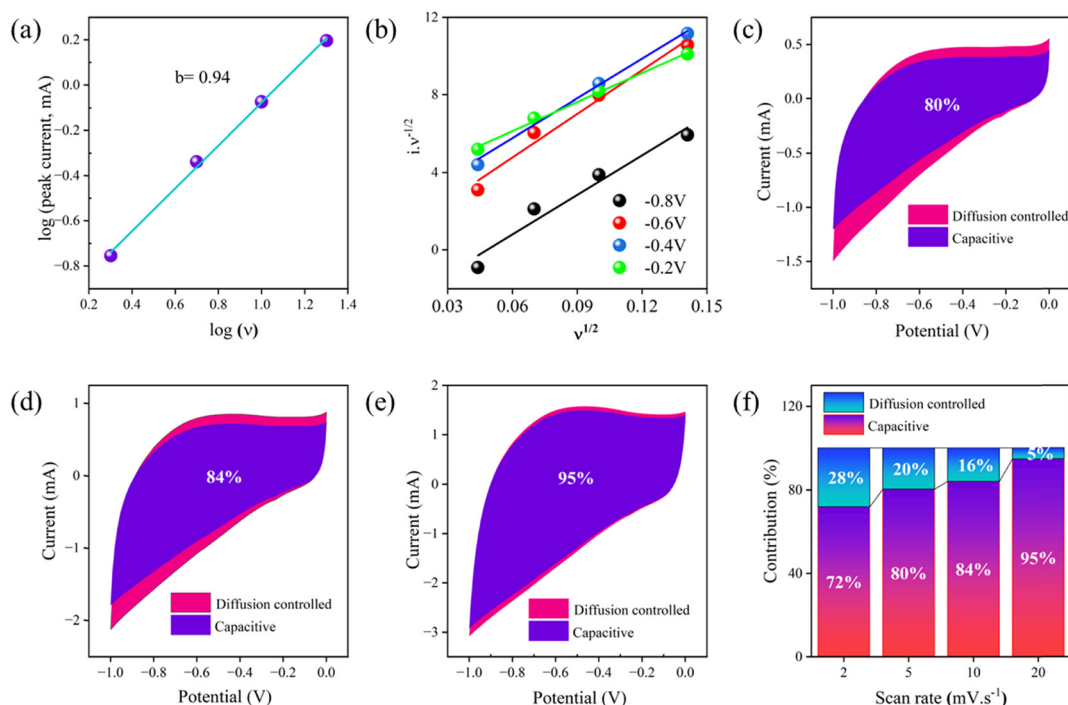 (a)
b= 0.94
log (peak current, mA)
0.2
0.0
−0.2
−0.4
−0.6
−0.8
0.2 0.4 0.6 0.8 1.0 1.2 1.4
log (ν)
(b)
i.ν⁻¹/²
12
8
4
0
-0.8V
-0.6V
-0.4V
-0.2V
0.03 0.06 0.09 0.12 0.15
ν¹/²
(c)
Current (mA)
0.5
0.0
−0.5
−1.0
−1.5
80%
Diffusion controlled
Capacitive
−1.0 −0.8 −0.6 −0.4 −0.2 0.0
Potential (V)
(d)
Current (mA)
1
0
−1
−2
84%
Diffusion controlled
Capacitive
−1.0 −0.8 −0.6 −0.4 −0.2 0.0
Potential (V)
(e)
Current (mA)
2
1
0
−1
−2
−3
95%
Diffusion controlled
Capacitive
−1.0 −0.8 −0.6 −0.4 −0.2 0.0
Potential (V)
(f)
Contribution (%)
120
80
40
0
Diffusion controlled
Capacitive
28% 20% 16% 5%
72% 80% 84% 95%
2 5 10 20
Scan rate (mV.s⁻¹)